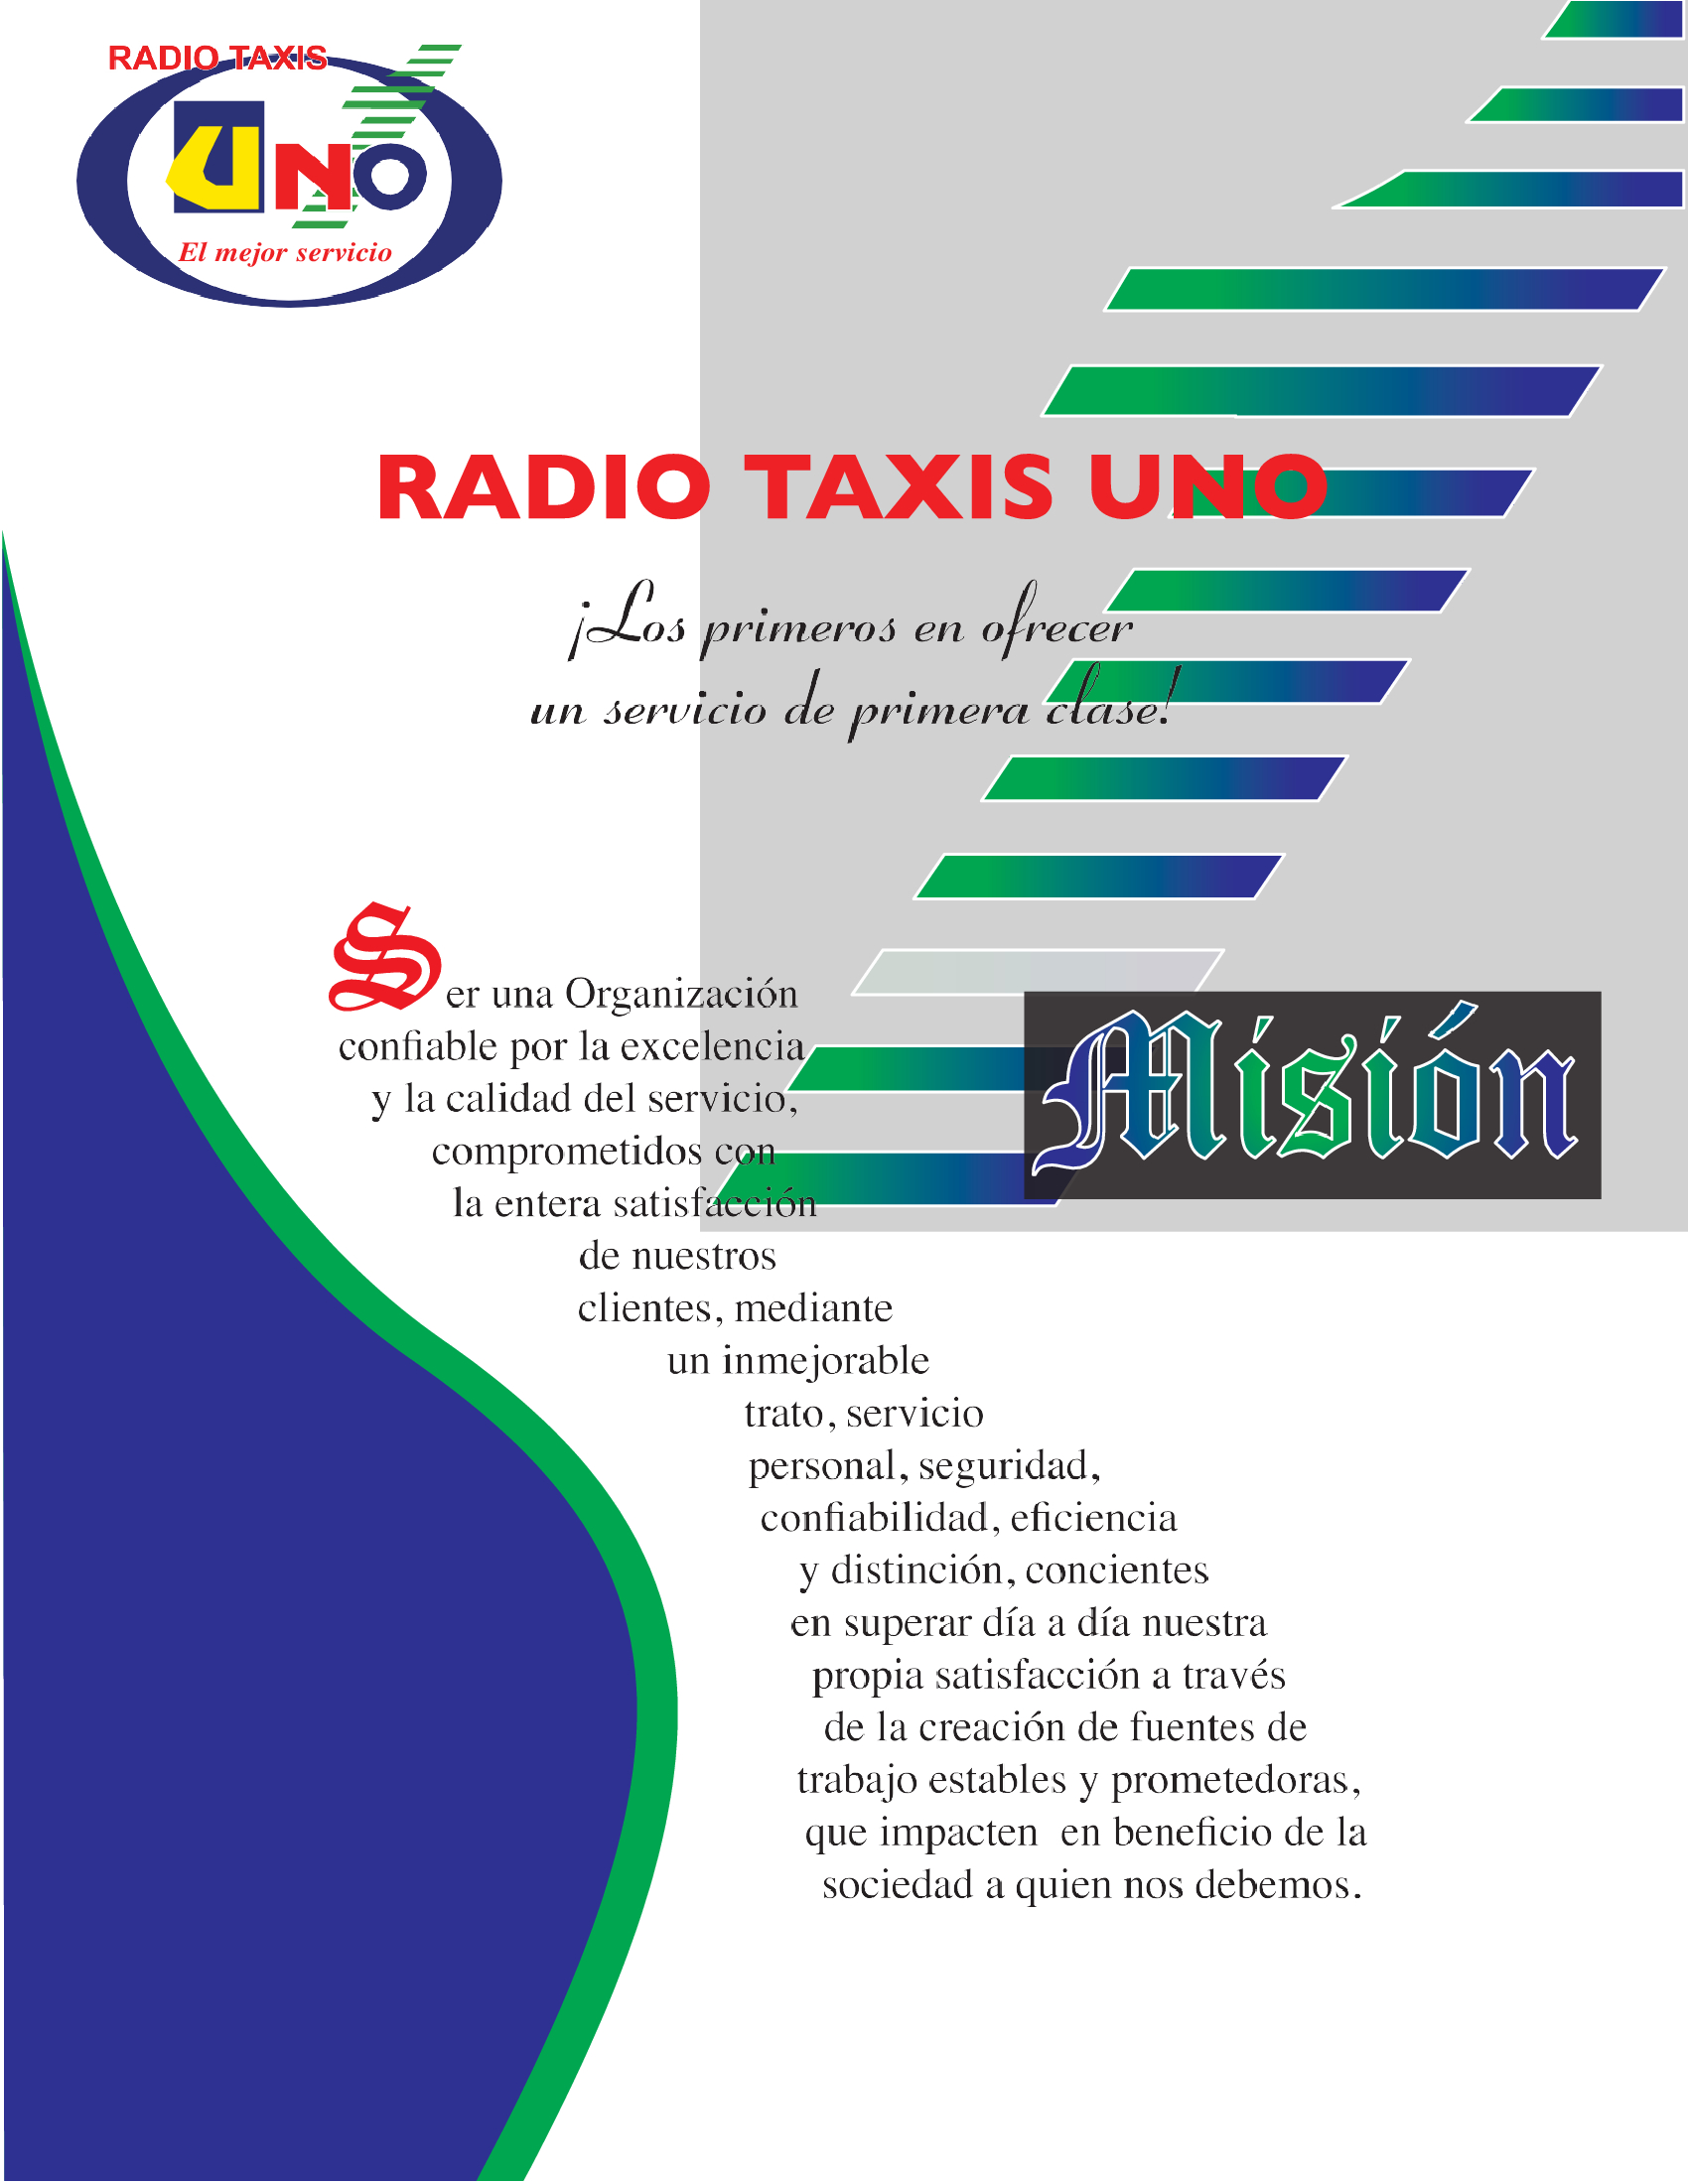 RADIO TAXIS
UNO
El mejor servicio
RADIO TAXIS UNO
¡Los primeros en ofrecer
un servicio de primera clase!
Misión
Ser una Organización
confiable por la excelencia
y la calidad del servicio,
comprometidos con
la entera satisfacción
de nuestros
clientes, mediante
un inmejorable
trato, servicio
personal, seguridad,
confiabilidad, eficiencia
y distinción, concientes
en superar día a día nuestra
propia satisfacción a través
de la creación de fuentes de
trabajo estables y prometedoras,
que impacten  en beneficio de la
sociedad a quien nos debemos.